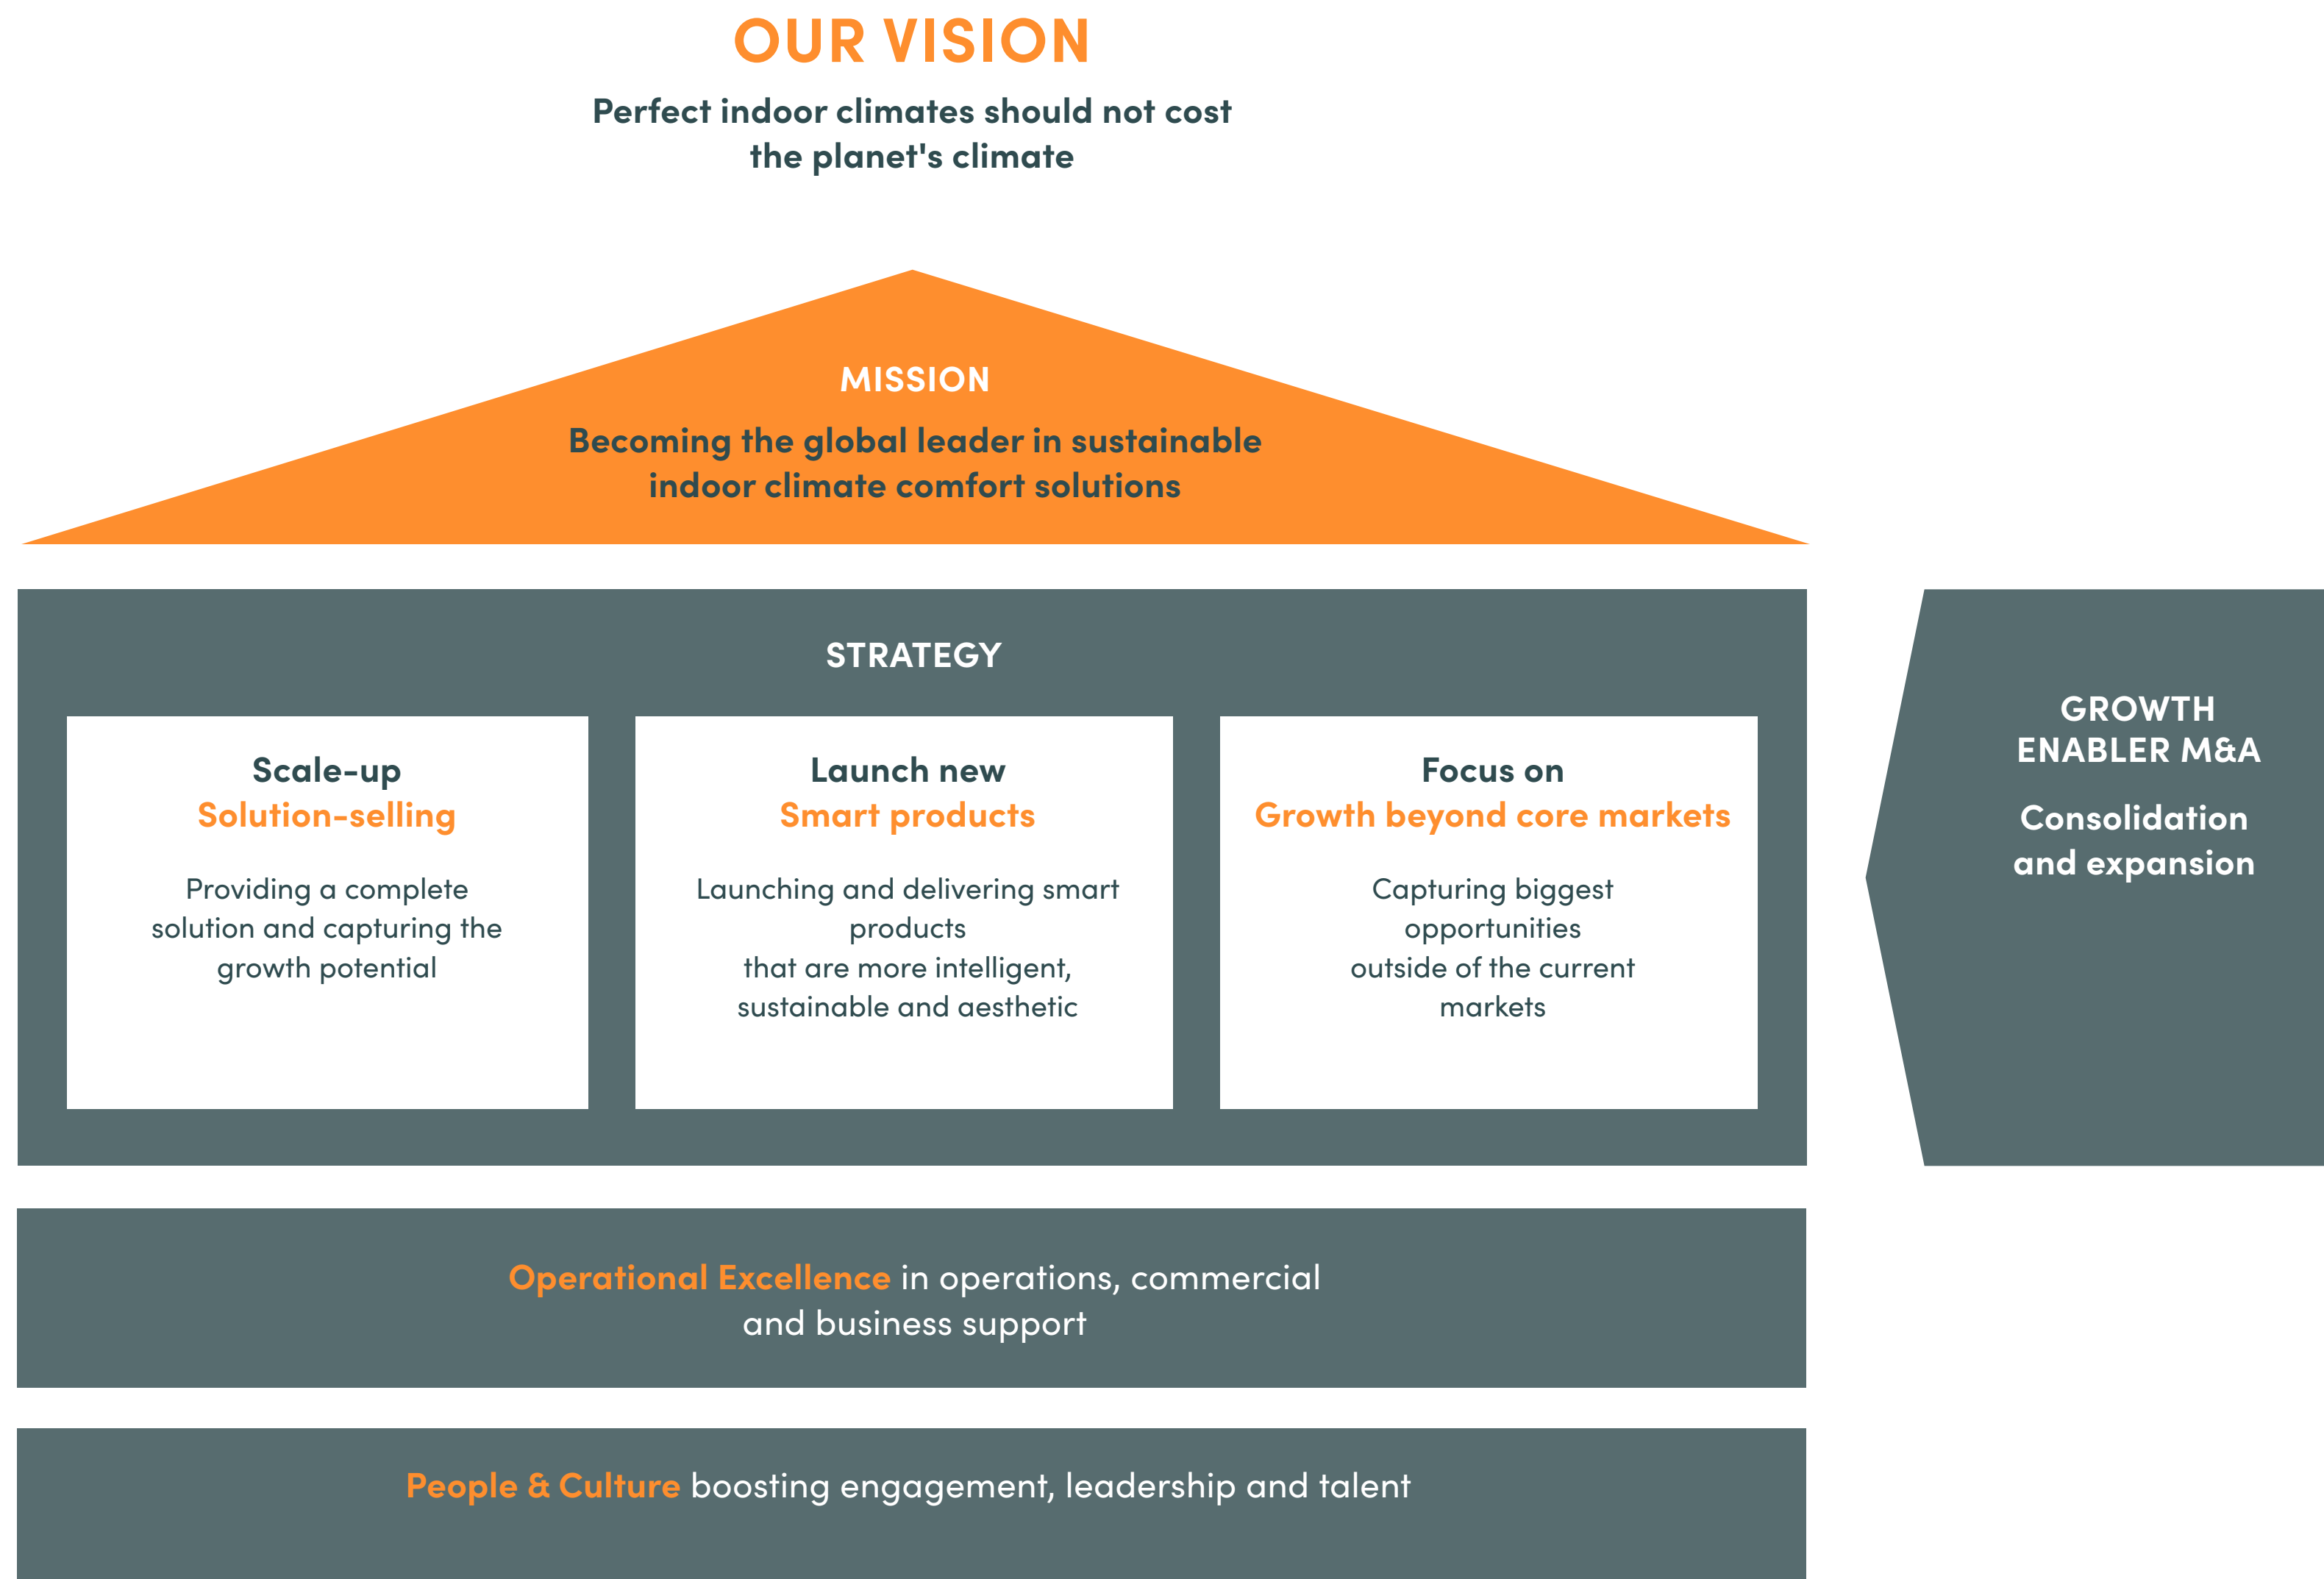 OUR VISION
Perfect indoor climates should not cost
the planet's climate
MISSION
Becoming the global leader in sustainable
indoor climate comfort solutions
STRATEGY
Scale-up
Solution-selling
Providing a complete
solution and capturing the
growth potential
Launch new
Smart products
Launching and delivering smart
products
that are more intelligent,
sustainable and aesthetic
Focus on
Growth beyond core markets
Capturing biggest
opportunities
outside of the current
markets
GROWTH
ENABLER M&A
Consolidation
and expansion
Operational Excellence in operations, commercial
and business support
People & Culture boosting engagement, leadership and talent